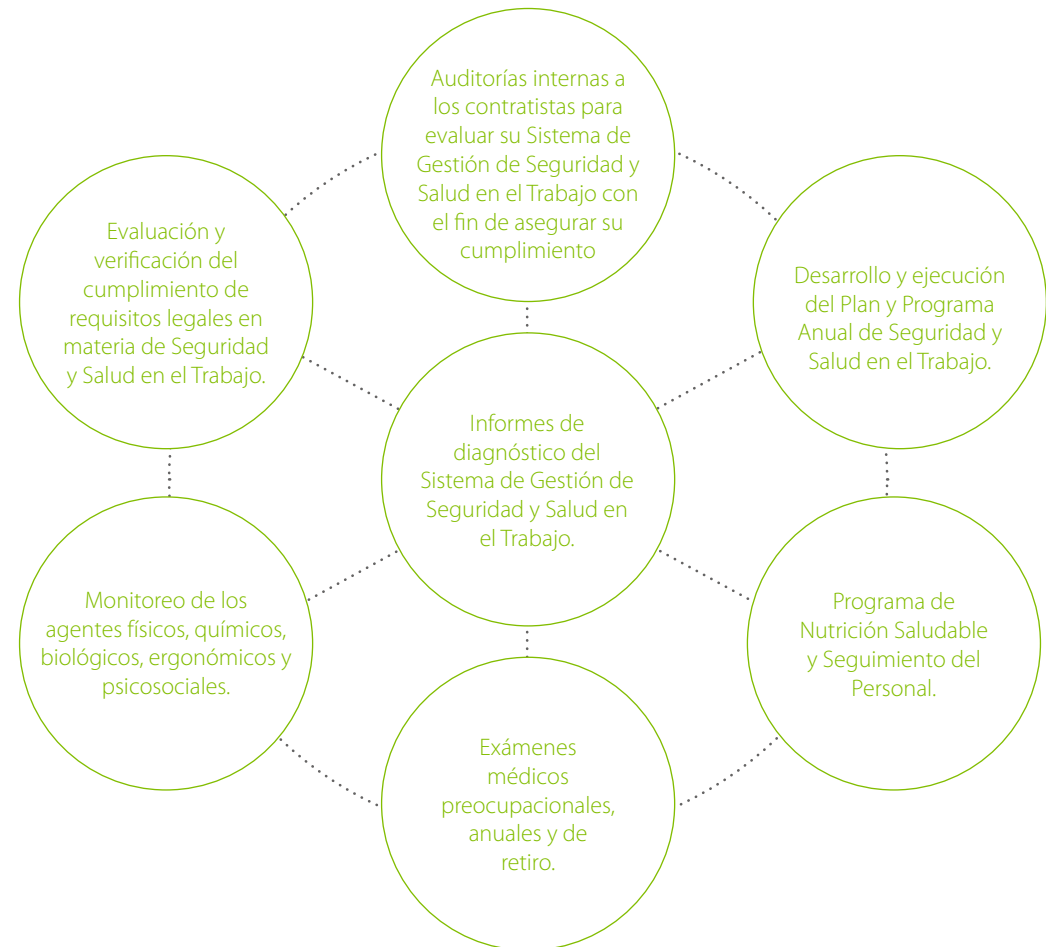 Auditorías internas a
los contratistas para
evaluar su Sistema de
Gestión de Seguridad y
Salud en el Trabajo con
el fin de asegurar su
cumplimiento
Evaluación y
verificación del
cumplimiento de
requisitos legales en
materia de Seguridad
y Salud en el Trabajo.
Desarrollo y ejecución
del Plan y Programa
Anual de Seguridad y
Salud en el Trabajo.
Informes de
diagnóstico del
Sistema de Gestión de
Seguridad y Salud en
el Trabajo.
Monitoreo de los
agentes físicos, químicos,
biológicos, ergonómicos y
psicosociales.
Programa de
Nutrición Saludable
y Seguimiento del
Personal.
Exámenes
médicos
preocupacionales,
anuales y de
retiro.